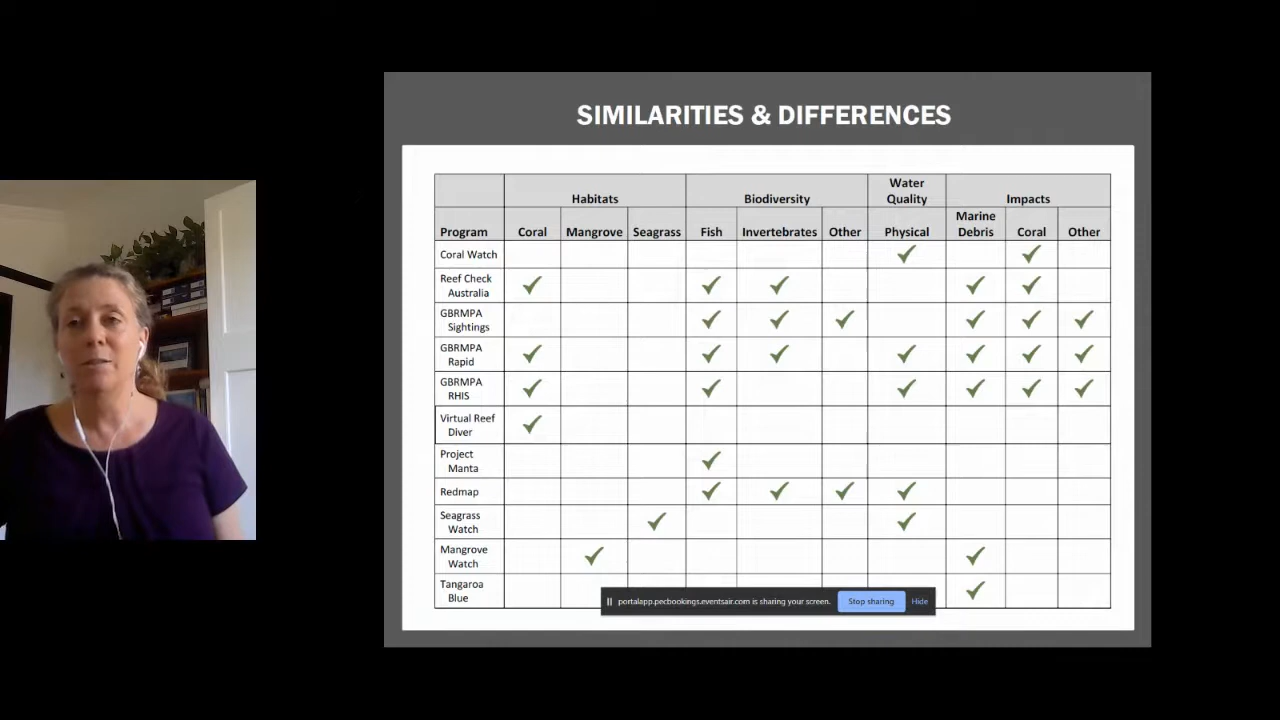 SIMILARITIES & DIFFERENCES
Habitats
Biodiversity
Water
Quality
Impacts
Program
Coral
Mangrove
Seagrass
Fish
Invertebrates
Other
Physical
Marine
Debris
Coral
Other
Coral Watch
Reef Check
Australia
GBRMPA
Sightings
GBRMPA
Rapid
GBRMPA
RHIS
Virtual Reef
Diver
Project
Manta
Redmap
Seagrass
Watch
Mangrove
Watch
Tangaroa
Blue
portalapp.pecbookings.eventsair.com is sharing your screen.
Stop sharing
Hide